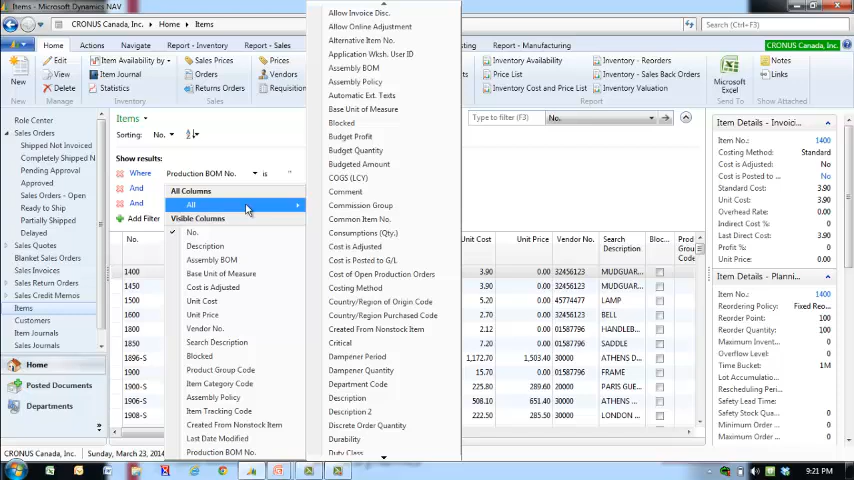 Items - Microsoft Dynamics NAV
CRONUS Canada, Inc.
Home
Items
Search (Ctrl+F3)
Home
Actions
Navigate
Report - Inventory
Report - Sales
Report - Manufacturing
CRONUS Canada, Inc.
New
Edit
View
Delete
Manage
Item Availability by
Item Journal
Statistics
Inventory
Sales Prices
Orders
Returns Orders
Sales
Prices
Vendors
Requisition
Inventory Availability
Price List
Inventory Cost and Price List
Inventory - Reorders
Inventory - Sales Back Orders
Inventory Valuation
Report
Microsoft
Excel
Send To
Notes
Links
Show Attached
Role Center
Sales Orders
Shipped Not Invoiced
Completely Shipped N
Pending Approval
Approved
Sales Orders - Open
Ready to Ship
Partially Shipped
Delayed
Sales Quotes
Blanket Sales Orders
Sales Invoices
Sales Return Orders
Sales Credit Memos
Items
Customers
Item Journals
Sales Journals
Home
Posted Documents
Departments
Items
Sorting:
No.
Type to filter (F3)
No.
Show results:
Where
Production BOM No.
is
''
And
And
Add Filter
All Columns
All
Visible Columns
No.
Description
Assembly BOM
Base Unit of Measure
Cost is Adjusted
Unit Cost
Unit Price
Vendor No.
Search Description
Blocked
Product Group Code
Item Category Code
Assembly Policy
Item Tracking Code
Created From Nonstock Item
Last Date Modified
Production BOM No.
Allow Invoice Disc.
Allow Online Adjustment
Alternative Item No.
Application Wksh. User ID
Assembly BOM
Assembly Policy
Automatic Ext. Texts
Base Unit of Measure
Blocked
Budget Profit
Budget Quantity
Budgeted Amount
COGS (LCY)
Comment
Commission Group
Common Item No.
Consumptions (Qty.)
Cost is Adjusted
Cost is Posted to G/L
Cost of Open Production Orders
Costing Method
Country/Region of Origin Code
Country/Region Purchased Code
Created From Nonstock Item
Critical
Dampener Period
Dampener Quantity
Department Code
Description
Description 2
Discrete Order Quantity
Durability
Duty Class
No.
1400
1450
1500
1600
1700
1850
1896-S
1900
1906-S
1908-S
Unit Cost
Unit Price
Vendor No.
Search
Description
Bloc...
Prod
Group
Code
3.90 0.00 32456123 MUDGUAR...
3.90 0.00 32456123 MUDGUAR...
5.20 0.00 45774477 LAMP
2.70 0.00 32456123 BELL
2.12 0.00 01587796 HANDLEB...
5.80 0.00 01587796 SADDLE
1,172.70 1,503.40 30000 ATHENS D...
0.00 01587796 FRAME
225.80 289.60 20000 PARIS GUE...
508.10 651.40 30000 ATHENS ...
222.50 285.50 30000 LONDON ...
Item Details - Invoici...
Item No.: 1400
Costing Method: Standard
Cost is Adjusted: No
Cost is Posted to ... No
Standard Cost: 3.90
Unit Cost: 3.90
Overhead Rate: 0.00
Indirect Cost %: 0
Last Direct Cost: 3.90
Profit %: 0
Unit Price: 0.00
Item Details - Planni...
Item No.: 1400
Reordering Policy: Fixed Reo...
Reorder Point: 100
Reorder Quantity: 100
Maximum Invent... 0
Overflow Level: 0
Time Bucket: 1M
Lot Accumulatio...
Rescheduling Peri...
Safety Lead Time:
Safety Stock Qua... 0
Minimum Order ... 0
Maximum Order... 0
CRONUS Canada, Inc.
Sunday, March 23, 2014
9:21 PM